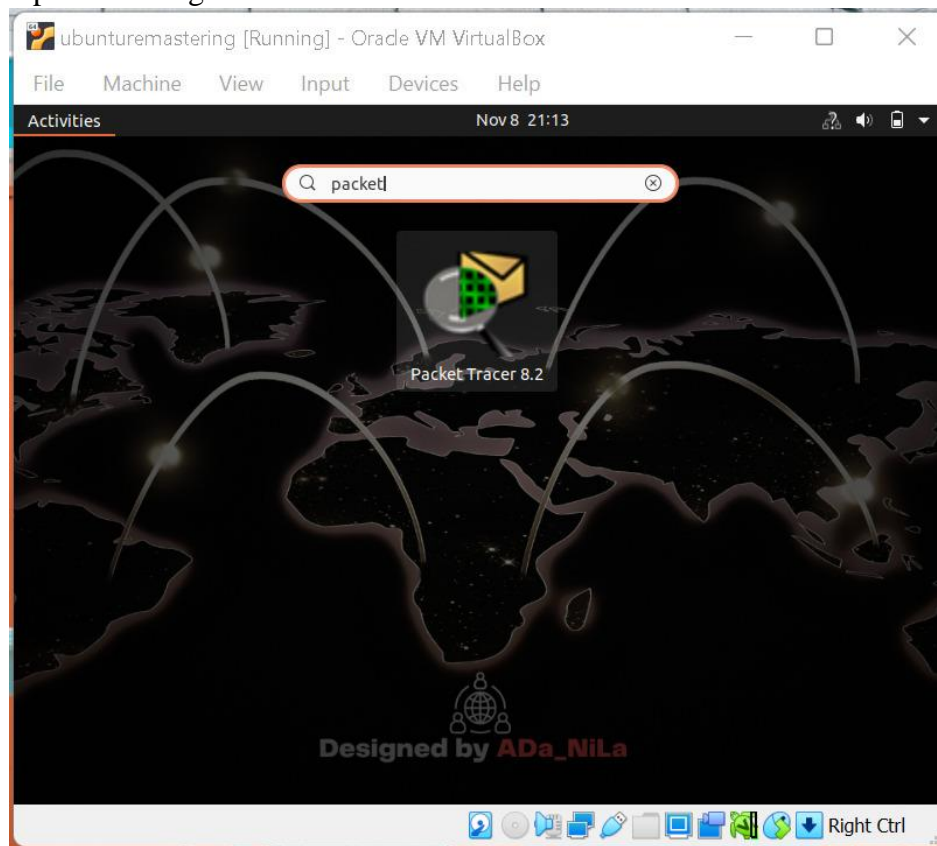 ubunturemastering [Running] - Oracle VM VirtualBox
File Machine View Input Devices Help
Activities Nov 8 21:13
packet
Packet Tracer 8.2
Designed by ADa_NiLa
Right Ctrl